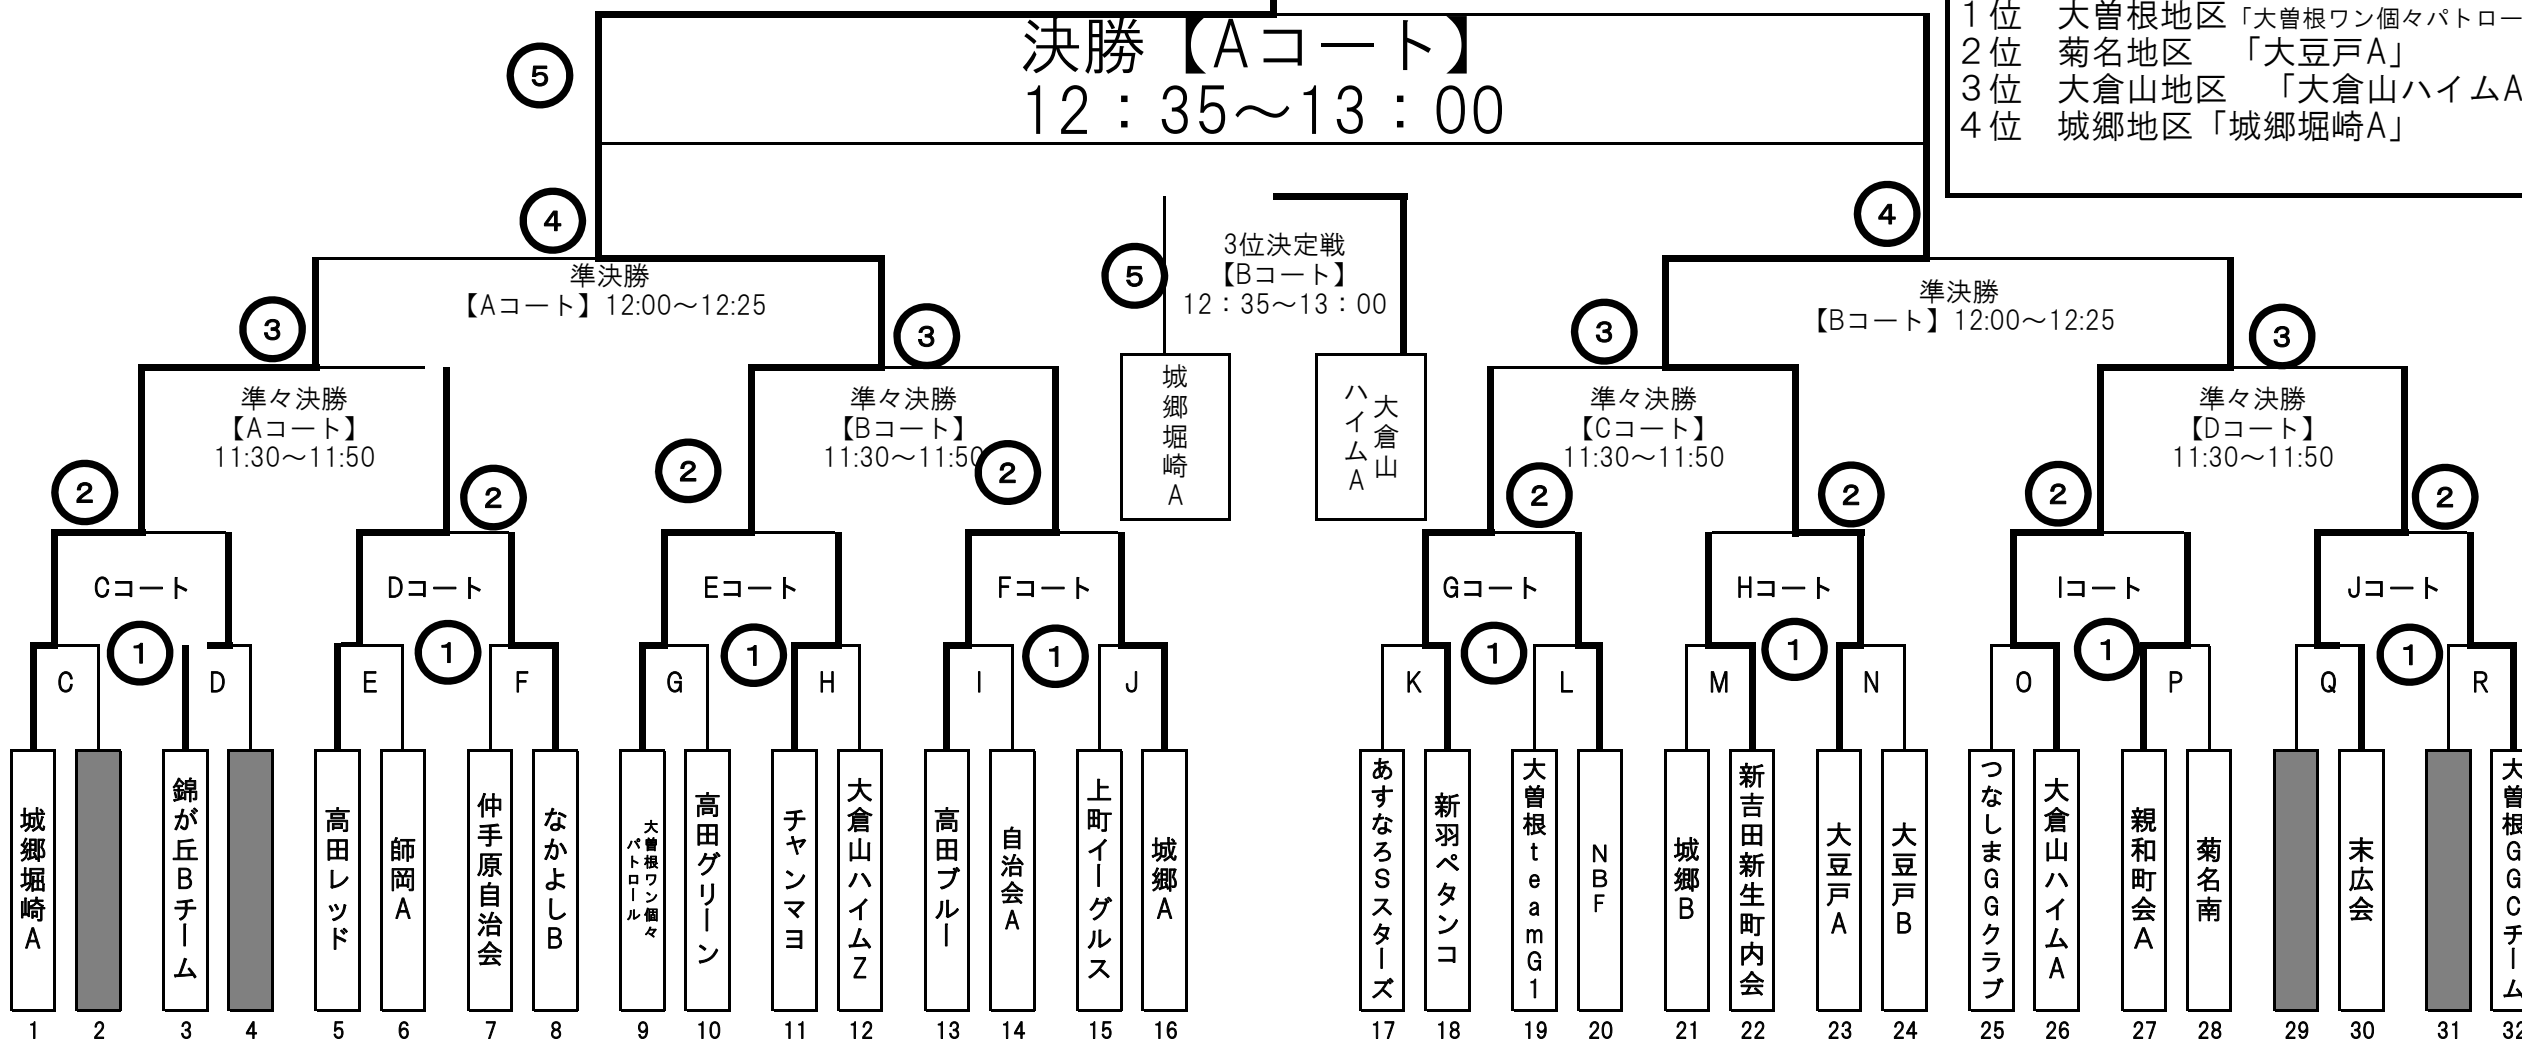 決勝【Aコート】
12：35～13：00
1位　大曽根地区「大曽根ワン個々パトロー
2位　菊名地区　「大豆戸A」
3位　大倉山地区　「大倉山ハイムA
4位　城郷地区「城郷堀崎A」
⑤
④
④
3位決定戦
【Bコート】
12：35～13：00
⑤
準決勝
【Aコート】12:00～12:25
準決勝
【Bコート】12:00～12:25
③
③
③
③
城郷堀崎A
大倉山
ハイムA
準々決勝
【Aコート】
11:30～11:50
準々決勝
【Bコート】
11:30～11:50
準々決勝
【Cコート】
11:30～11:50
準々決勝
【Dコート】
11:30～11:50
②
②
②
②
②
②
②
②
Cコート
Dコート
Eコート
Fコート
Gコート
Hコート
Iコート
Jコート
①
①
①
①
①
①
①
①
C
D
E
F
G
H
I
J
K
L
M
N
O
P
Q
R
城郷堀崎A
錦が丘Bチーム
高田レッド
師岡A
仲手原自治会
なかよしB
大曽根ワン個々
パトロール
高田グリーン
チャンマヨ
大倉山ハイムZ
高田ブルー
自治会A
上町イーグルス
城郷A
あすなろSスターズ
新羽ペタンコ
大曽根teamG1
NBF
城郷B
新吉田新生町内会
大豆戸A
大豆戸B
つなしまGGクラブ
大倉山ハイムA
親和町会A
菊名南
末広会
大曽根GGCチーム
1
2
3
4
5
6
7
8
9
10
11
12
13
14
15
16
17
18
19
20
21
22
23
24
25
26
27
28
29
30
31
32